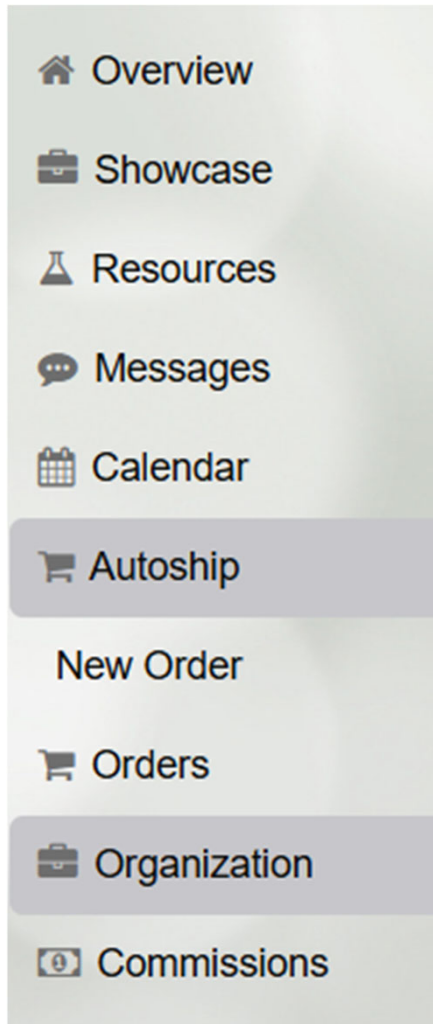 Overview
Showcase
Resources
Messages
Calendar
Autoship
New Order
Orders
Organization
Commissions